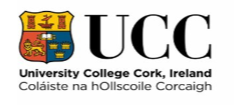 UCC
University College Cork, Ireland
Coláiste na hOllscoile Corcaigh